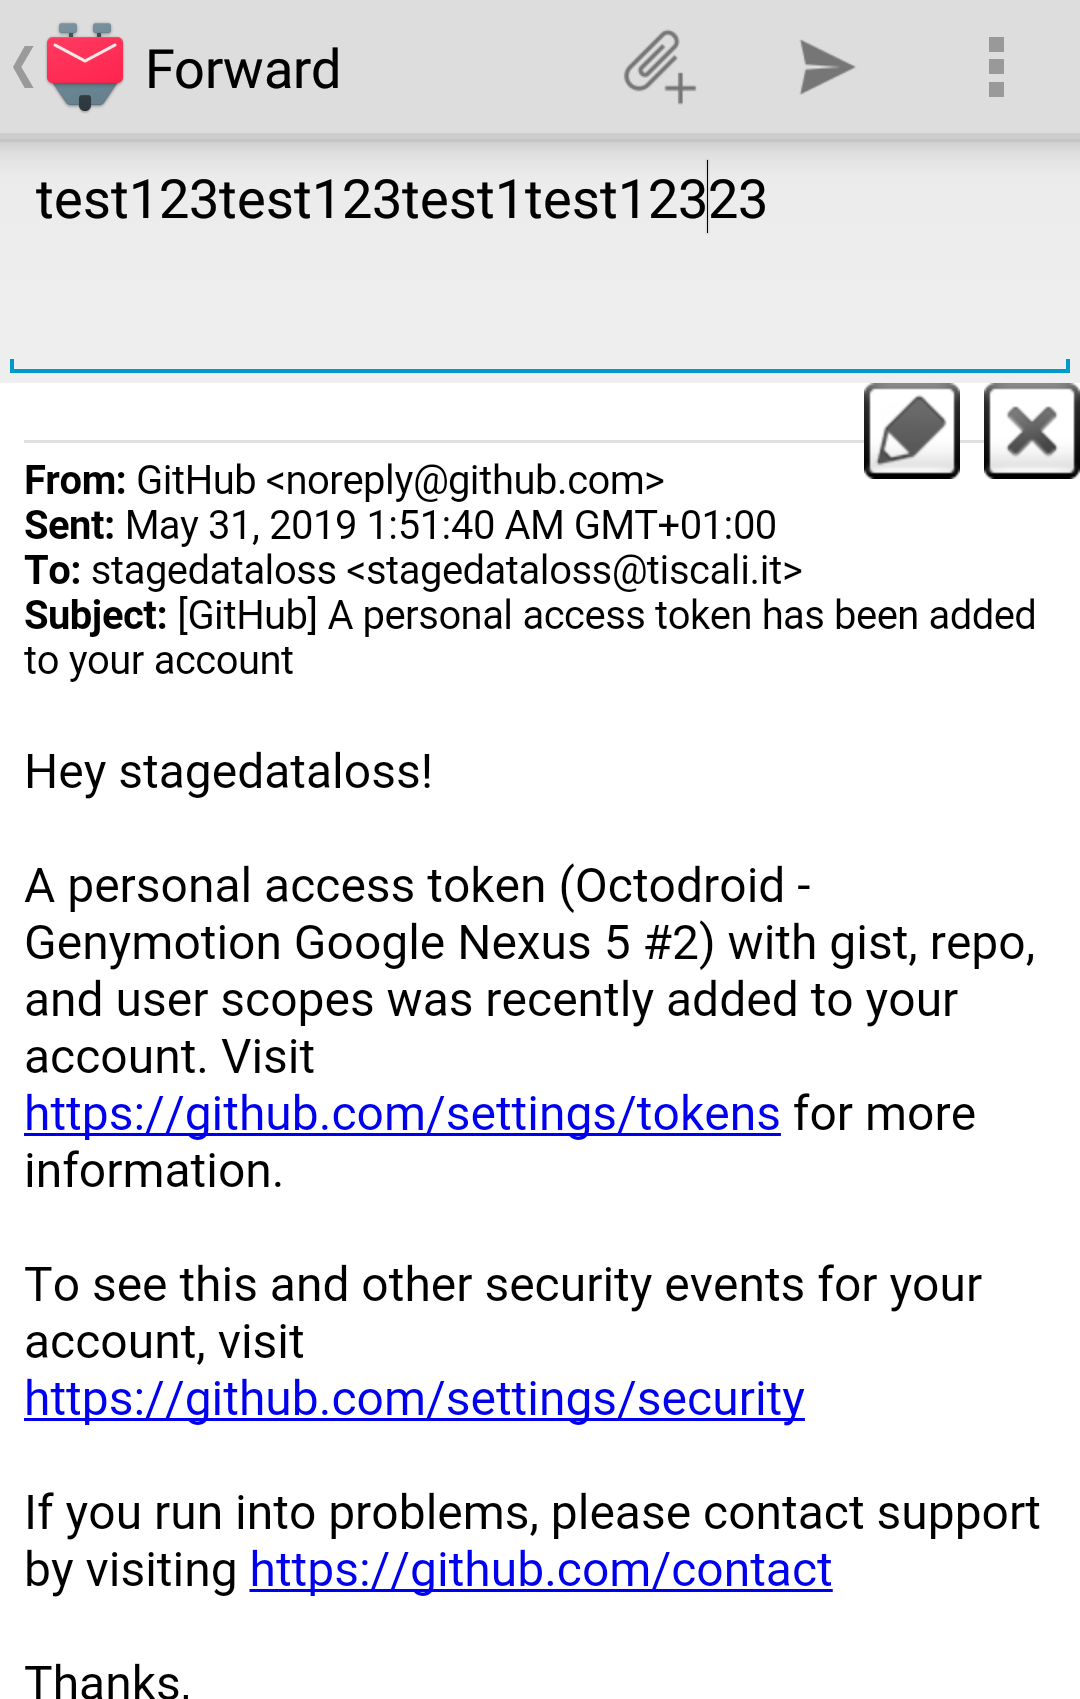 Forward
test123test123test1test12323
From: GitHub <noreply@github.com>
Sent: May 31, 2019 1:51:40 AM GMT+01:00
To: stagedataloss <stagedataloss@tiscali.it>
Subject: [GitHub] A personal access token has been added
to your account
Hey stagedataloss!
A personal access token (Octodroid -
Genymotion Google Nexus 5 #2) with gist, repo,
and user scopes was recently added to your
account. Visit
https://github.com/settings/tokens for more
information.
To see this and other security events for your
account, visit
https://github.com/settings/security
If you run into problems, please contact support
by visiting https://github.com/contact
Thanks,